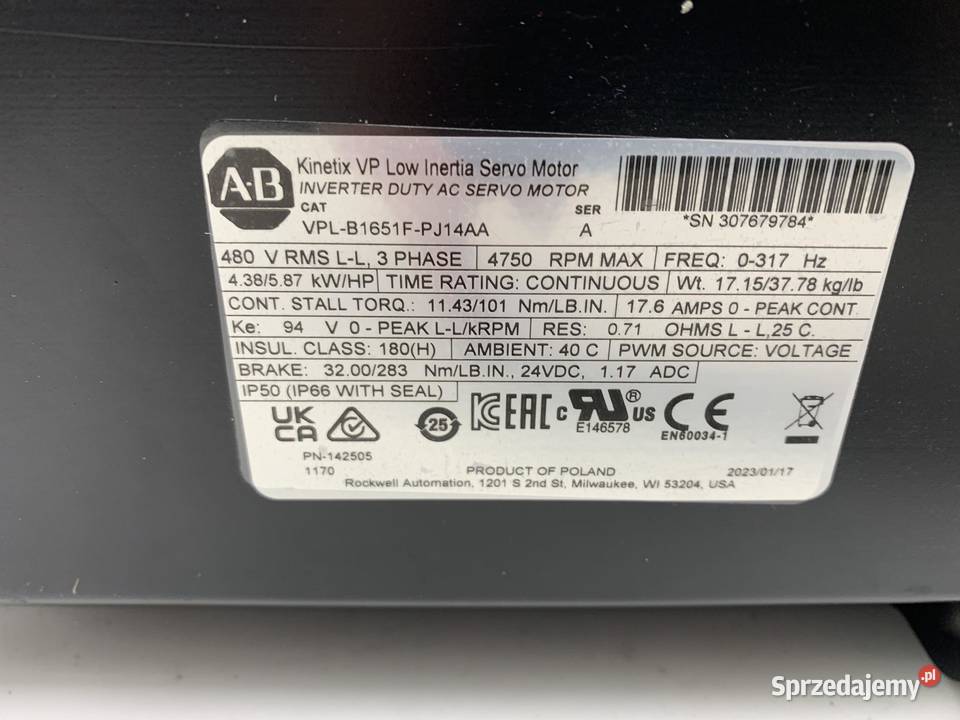 A-B
Kinetix VP Low Inertia Servo Motor
INVERTER DUTY AC SERVO MOTOR
CAT SER
VPL-B1651F-PJ14AA A
*SN 307679784*
480 V RMS L-L, 3 PHASE 4750 RPM MAX FREQ: 0-317 Hz
4.38/5.87 kW/HP TIME RATING: CONTINUOUS Wt. 17.15/37.78 kg/lb
CONT. STALL TORQ.: 11.43/101 Nm/LB.IN. 17.6 AMPS 0 - PEAK CONT.
Ke: 94 V 0 - PEAK L-L/kRPM RES: 0.71 OHMS L - L,25 C.
INSUL. CLASS: 180(H) AMBIENT: 40 C PWM SOURCE: VOLTAGE
BRAKE: 32.00/283 Nm/LB.IN., 24VDC, 1.17 ADC
IP50 (IP66 WITH SEAL)
UK CA 25 EAC c RU ® US CE
E146578 EN60034-1
PN-142505
1170 PRODUCT OF POLAND 2023/01/17
Rockwell Automation, 1201 S 2nd St, Milwaukee, WI 53204, USA
Sprzedajemy.pl